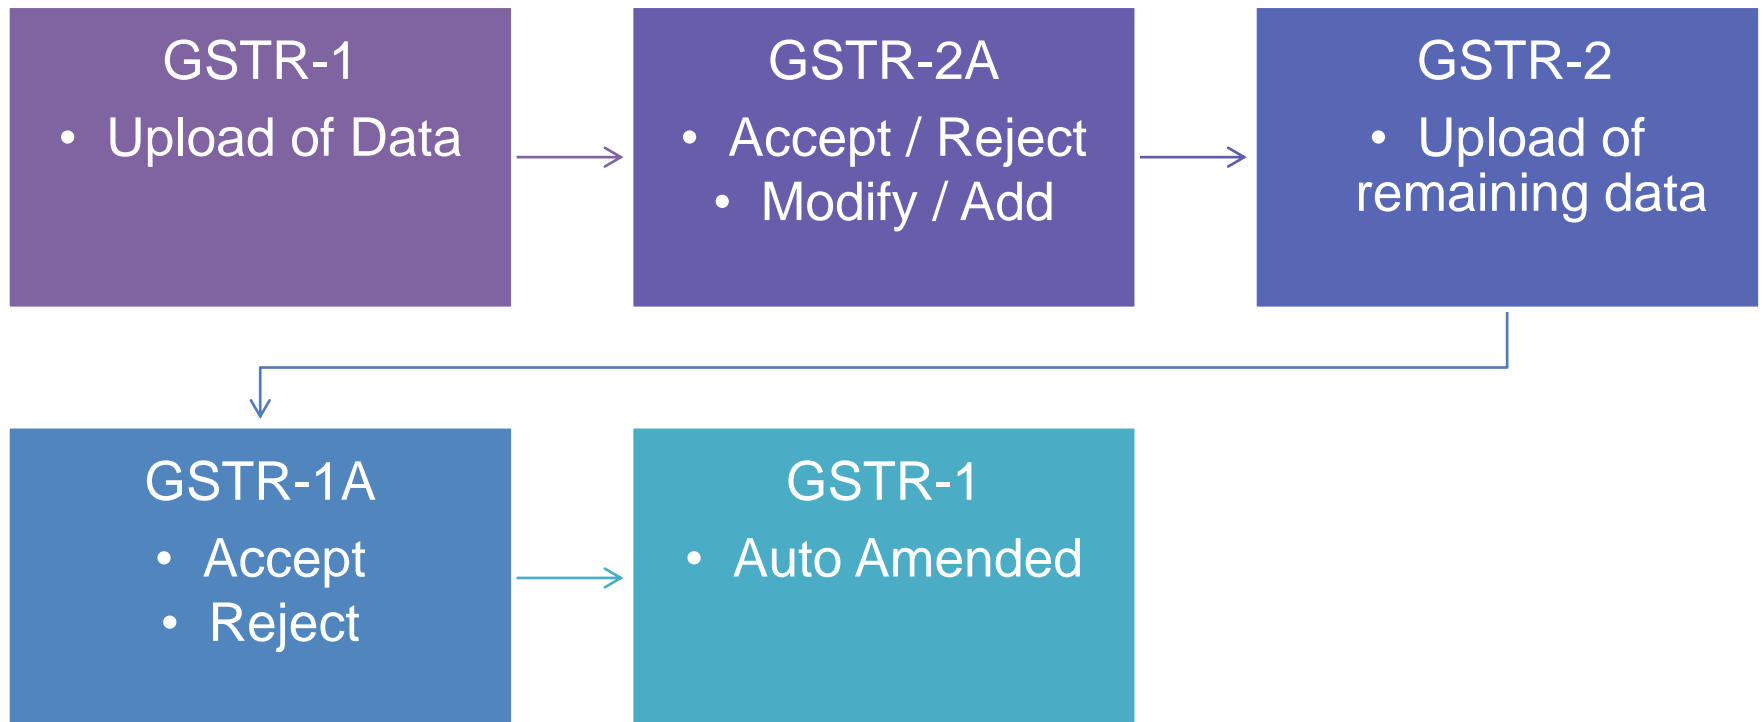 GSTR-1
• Upload of Data
GSTR-2A
• Accept / Reject
• Modify / Add
GSTR-2
• Upload of
remaining data
GSTR-1A
• Accept
• Reject
GSTR-1
• Auto Amended